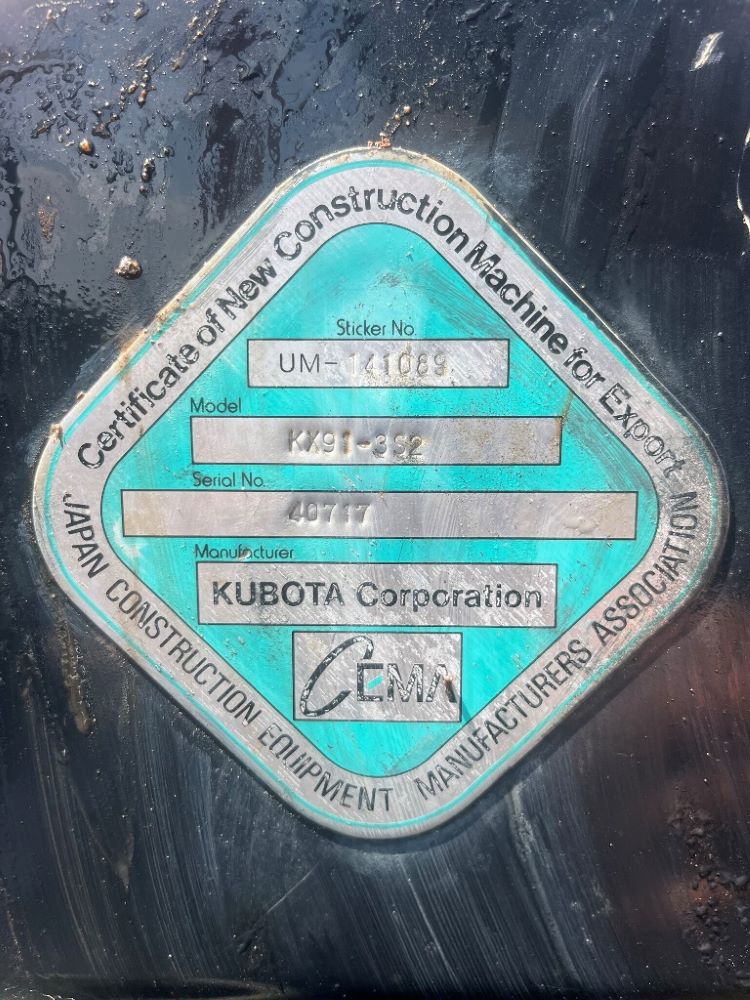 Certificate of New Construction Machine for Export
Sticker No.
UM-141089
Model
KX91-3S2
Serial No.
40717
Manufacturer
KUBOTA Corporation
CEMA
JAPAN CONSTRUCTION EQUIPMENT MANUFACTURERS ASSOCIATION